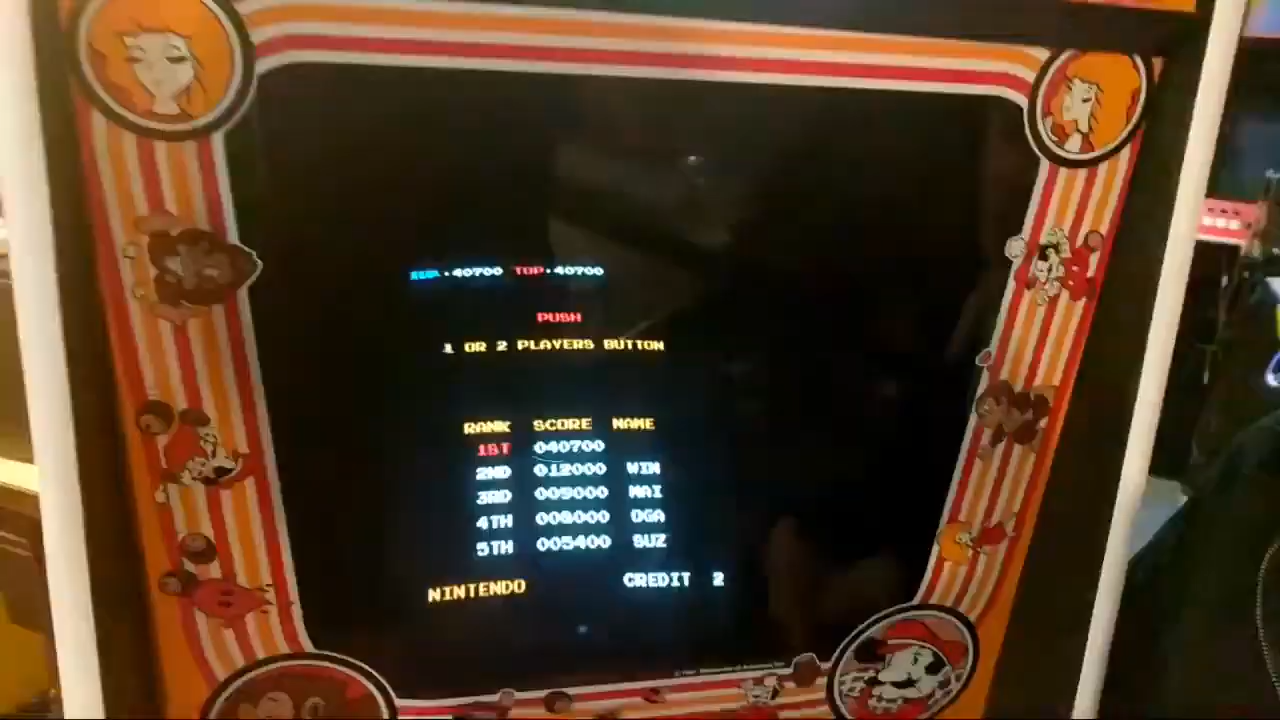 40700 TOP.40700
PUSH
1 OR 2 PLAYERS BUTTON
RANK SCORE NAME
1ST 040700
2ND 012000 WIN
3RD 009000 MAI
4TH 008000 OGA
5TH 005400 SUZ
NINTENDO CREDIT 2